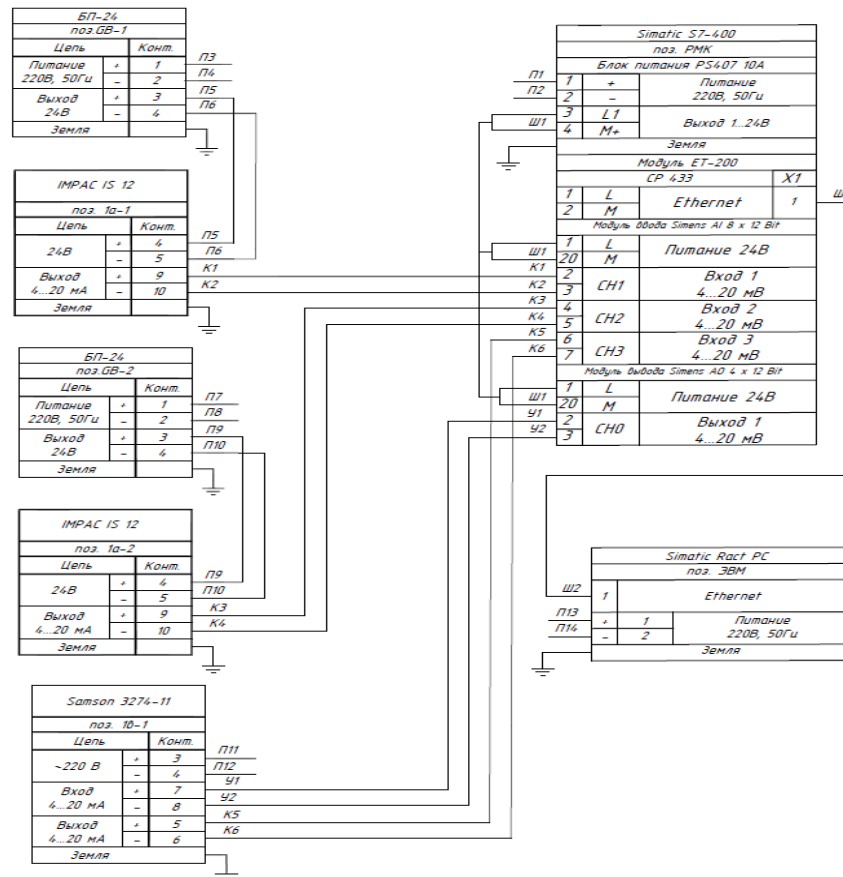 БП-24
поз.GB-1
Цепь Конт.
Питание 220В, 50Гц + 1 П3
- 2 П4
Выход 24В + 3 П5
- 4 П6
Земля
IMPAC IS 12
поз. 1а-1
Цепь Конт.
24В + 4 П5
- 5 П6
Выход 4...20 мА + 9 К1
- 10 К2
Земля
БП-24
поз.GB-2
Цепь Конт.
Питание 220В, 50Гц + 1 П7
- 2 П8
Выход 24В + 3 П9
- 4 П10
Земля
IMPAC IS 12
поз. 1а-2
Цепь Конт.
24В + 4 П9
- 5 П10
Выход 4...20 мА + 9 К3
- 10 К4
Земля
Samson 3274-11
поз. 1б-1
Цепь Конт.
~220 В + 3 П11
- 4 П12
Вход 4...20 мА + 7 У1
- 8 У2
Выход 4...20 мА + 5 К5
- 6 К6
Земля
Simatic S7-400
поз. РМК
Блок питания PS407 10А
П1 1 + Питание
П2 2 - 220В, 50Гц
3 L1 Выход 1...24В
Ш1 4 М+
Земля
Модуль ЕТ-200
СР 433 X1
1 L Ethernet 1
2 M
Модуль ввода Simens AI 8 x 12 Bit
1 L Питание 24В
Ш1 20 M
К1 2 CH1 Вход 1
К2 3 4...20 мВ
К3 4 CH2 Вход 2
К4 5 4...20 мВ
К5 6 CH3 Вход 3
К6 7 4...20 мВ
Модуль вывода Simens AO 4 x 12 Bit
1 L Питание 24В
Ш1 20 M
У1 2 CH0 Выход 1
У2 3 4...20 мВ
Simatic Ract PC
поз. ЭВМ
Ш2 1 Ethernet
П13 + 1 Питание
П14 - 2 220В, 50Гц
Земля